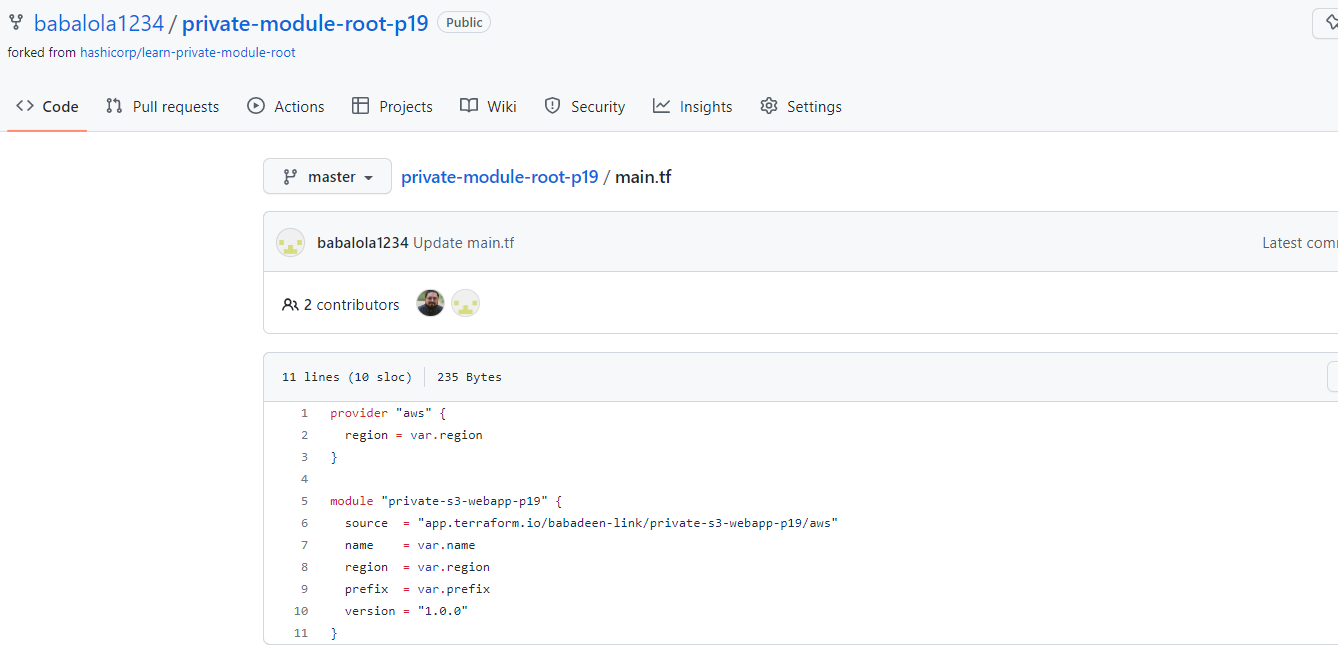 babalola1234 / private-module-root-p19 Public
forked from hashicorp/learn-private-module-root
Code Pull requests Actions Projects Wiki Security Insights Settings
master private-module-root-p19 / main.tf
babalola1234 Update main.tf Latest com
2 contributors
11 lines (10 sloc) 235 Bytes
1 provider "aws" {
2 region = var.region
3 }
4
5 module "private-s3-webapp-p19" {
6 source = "app.terraform.io/babadeen-link/private-s3-webapp-p19/aws"
7 name = var.name
8 region = var.region
9 prefix = var.prefix
10 version = "1.0.0"
11 }